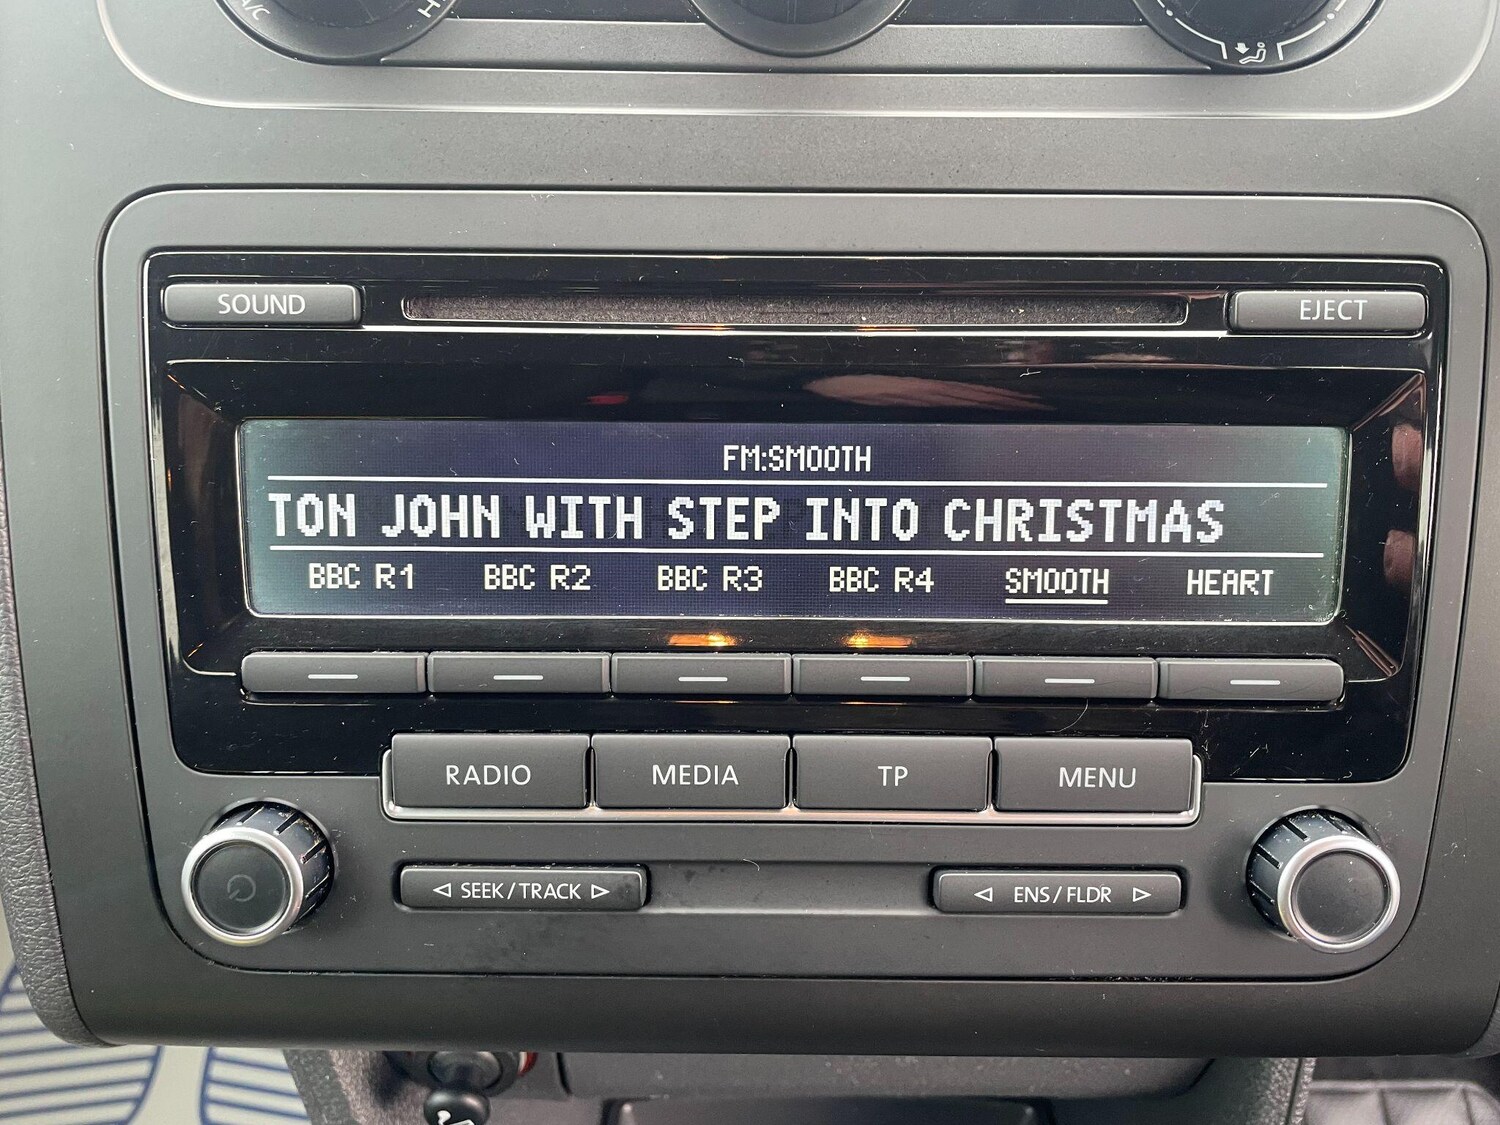 A/C
H
SOUND
EJECT
FM:SMOOTH
TON JOHN WITH STEP INTO CHRISTMAS
BBC R1 BBC R2 BBC R3 BBC R4 SMOOTH HEART
RADIO MEDIA TP MENU
SEEK/TRACK
ENS/FLDR